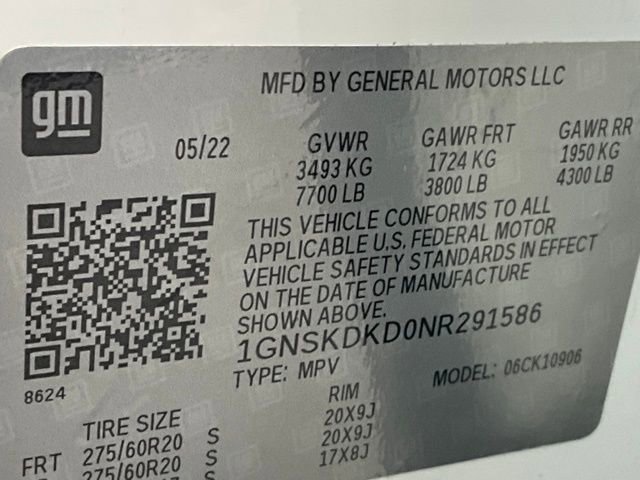 gm
MFD BY GENERAL MOTORS LLC
05/22 GVWR GAWR FRT GAWR RR
3493 KG 1724 KG 1950 KG
7700 LB 3800 LB 4300 LB
THIS VEHICLE CONFORMS TO ALL
APPLICABLE U.S. FEDERAL MOTOR
VEHICLE SAFETY STANDARDS IN EFFECT
ON THE DATE OF MANUFACTURE
SHOWN ABOVE.
1GNSKDKD0NR291586
TYPE: MPV MODEL: 06CK10906
8624
TIRE SIZE RIM
FRT 275/60R20 S 20X9J
275/60R20 S 20X9J
17X8J